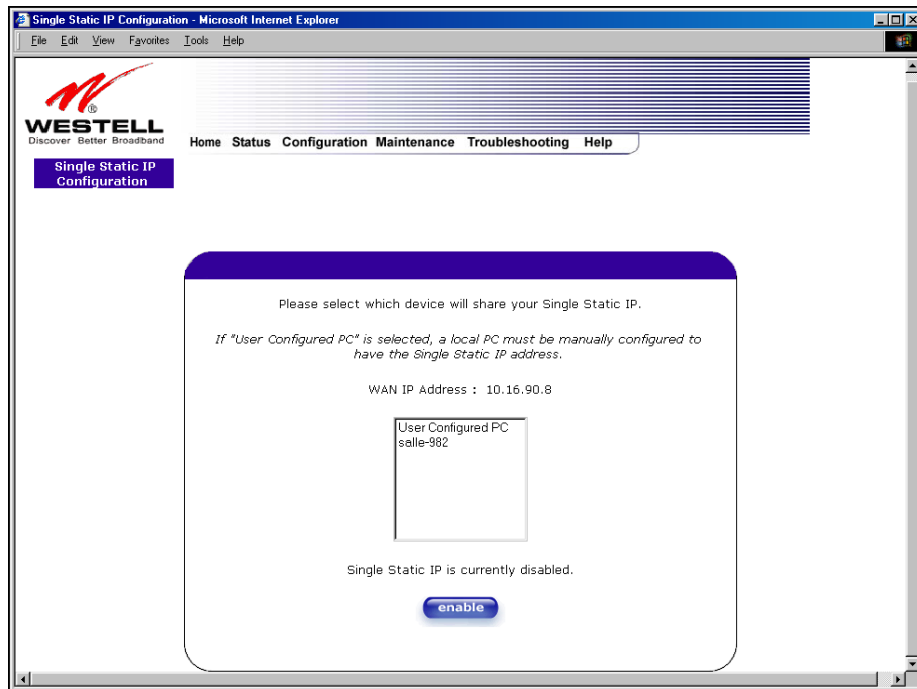 Single Static IP Configuration - Microsoft Internet Explorer
File Edit View Favorites Tools Help
®
WESTELL
Discover Better Broadband
Home Status Configuration Maintenance Troubleshooting Help
Single Static IP
Configuration
Please select which device will share your Single Static IP.
If "User Configured PC" is selected, a local PC must be manually configured to
have the Single Static IP address.
WAN IP Address : 10.16.90.8
User Configured PC
salle-982
Single Static IP is currently disabled.
enable